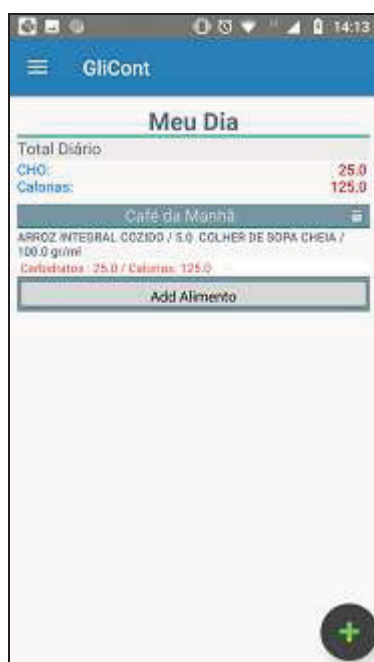 14:13
GliCont
Meu Dia
Total Diário
CHO: 25.0
Calorias: 125.0
Café da Manhã
ARROZ INTEGRAL COZIDO / 5.0 COLHER DE SOPA CHEIA /
100.0 gr/ml
Carboidratos : 25.0 / Calorias: 125.0
Add Alimento